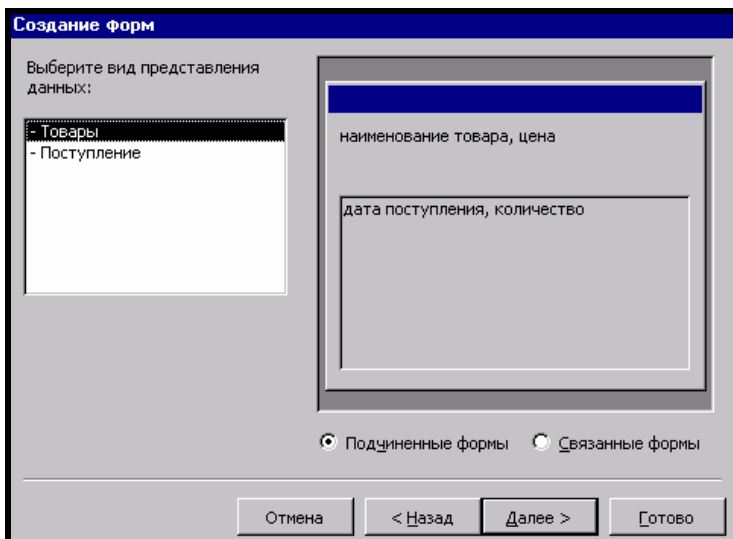 Создание форм
Выберите вид представления
данных:
- Товары
- Поступление
наименование товара, цена
дата поступления, количество
Подчиненные формы
Связанные формы
Отмена
< Назад
Далее >
Готово